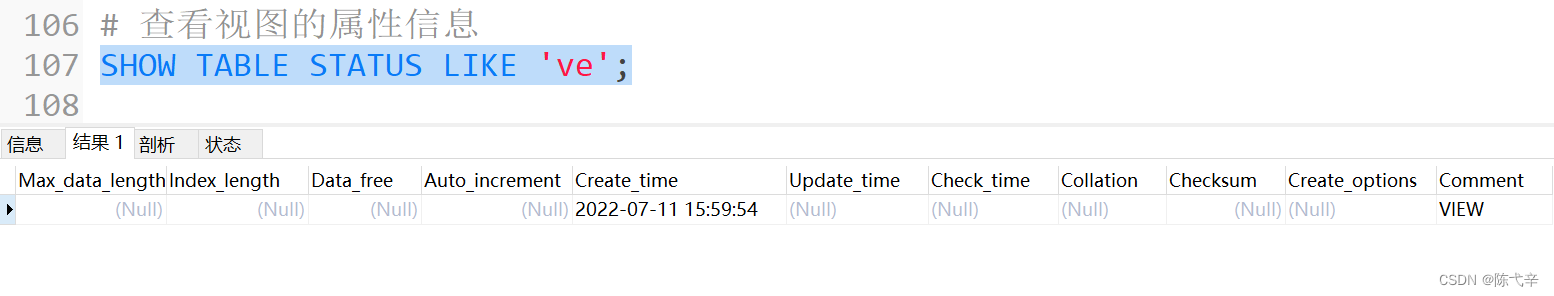 106 # 查看视图的属性信息
107 SHOW TABLE STATUS LIKE 've';
108
信息 结果 1 剖析 状态
Max_data_length Index_length Data_free Auto_increment Create_time Update_time Check_time Collation Checksum Create_options Comment
(Null) (Null) (Null) (Null) 2022-07-11 15:59:54 (Null) (Null) (Null) (Null) (Null) VIEW
CSDN @陈弋辛